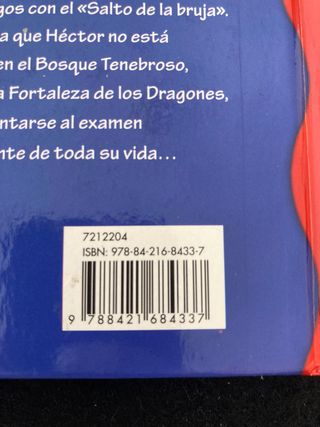 gos con el «Salto de la bruja».
a que Héctor no está
en el Bosque Tenebroso,
a Fortaleza de los Dragones,
ntarse al examen
nte de toda su vida...
7212204
ISBN: 978-84-216-8433-7
9 788421 684337